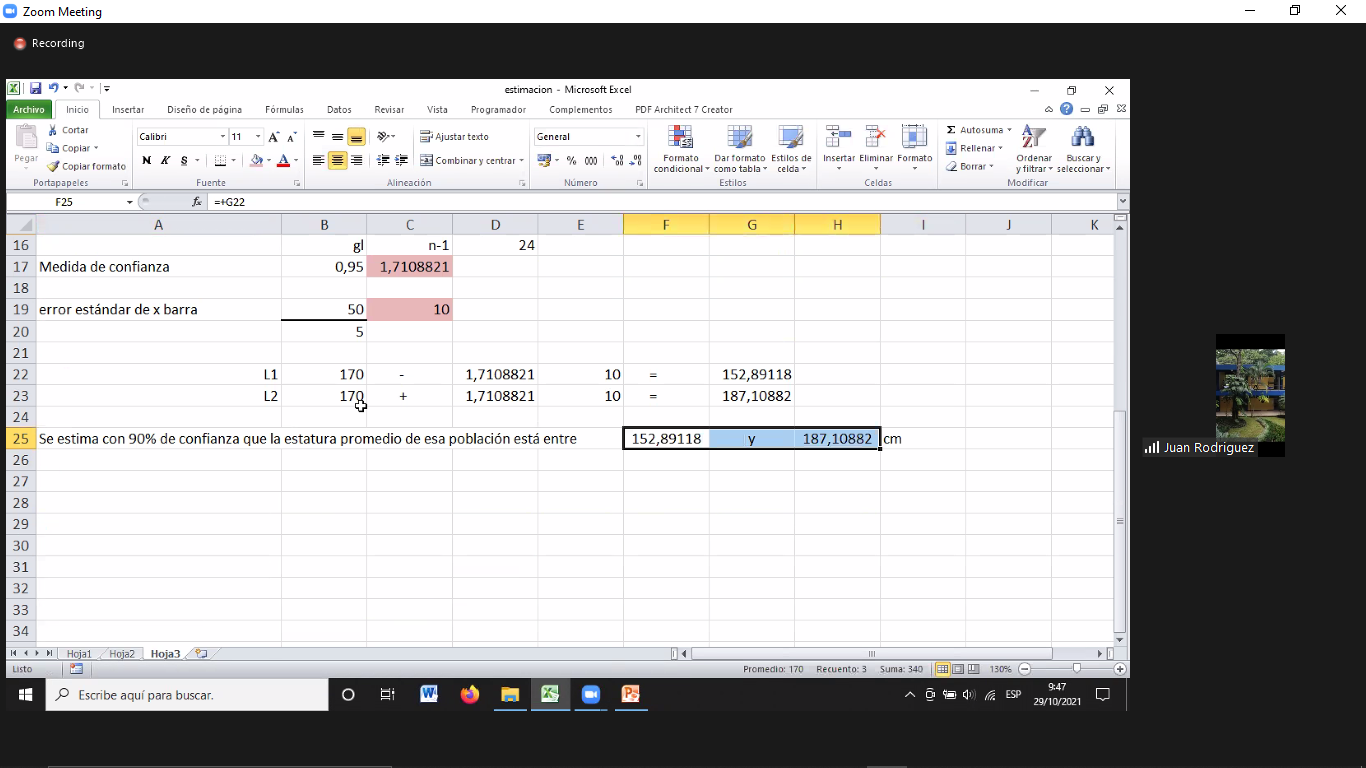 Zoom Meeting
Recording
estimacion - Microsoft Excel
Archivo Inicio Insertar Diseño de página Fórmulas Datos Revisar Vista Programador Complementos PDF Architect 7 Creator
Pegar
Cortar
Copiar
Copiar formato
Portapapeles
Calibri 11
N K S
Fuente
Ajustar texto
Combinar y centrar
Alineación
General
% 000
Número
Formato condicional
Dar formato como tabla
Estilos de celda
Estilos
Insertar Eliminar Formato
Celdas
Autosuma
Rellenar
Borrar
Ordenar y filtrar
Buscar y seleccionar
Modificar
F25 fx =+G22
A B C D E F G H I J K
16 gl n-1 24
17 Medida de confianza 0,95 1,7108821
18
19 error estándar de x barra 50 10
20 5
21
22 L1 170 - 1,7108821 10 = 152,89118
23 L2 170 + 1,7108821 10 = 187,10882
24
25 Se estima con 90% de confianza que la estatura promedio de esa población está entre 152,89118 y 187,10882 cm
26
27
28
29
30
31
32
33
34
Juan Rodriguez
Hoja1 Hoja2 Hoja3
Listo Promedio: 170 Recuento: 3 Suma: 340 130%
Escribe aquí para buscar. ESP 9:47
29/10/2021